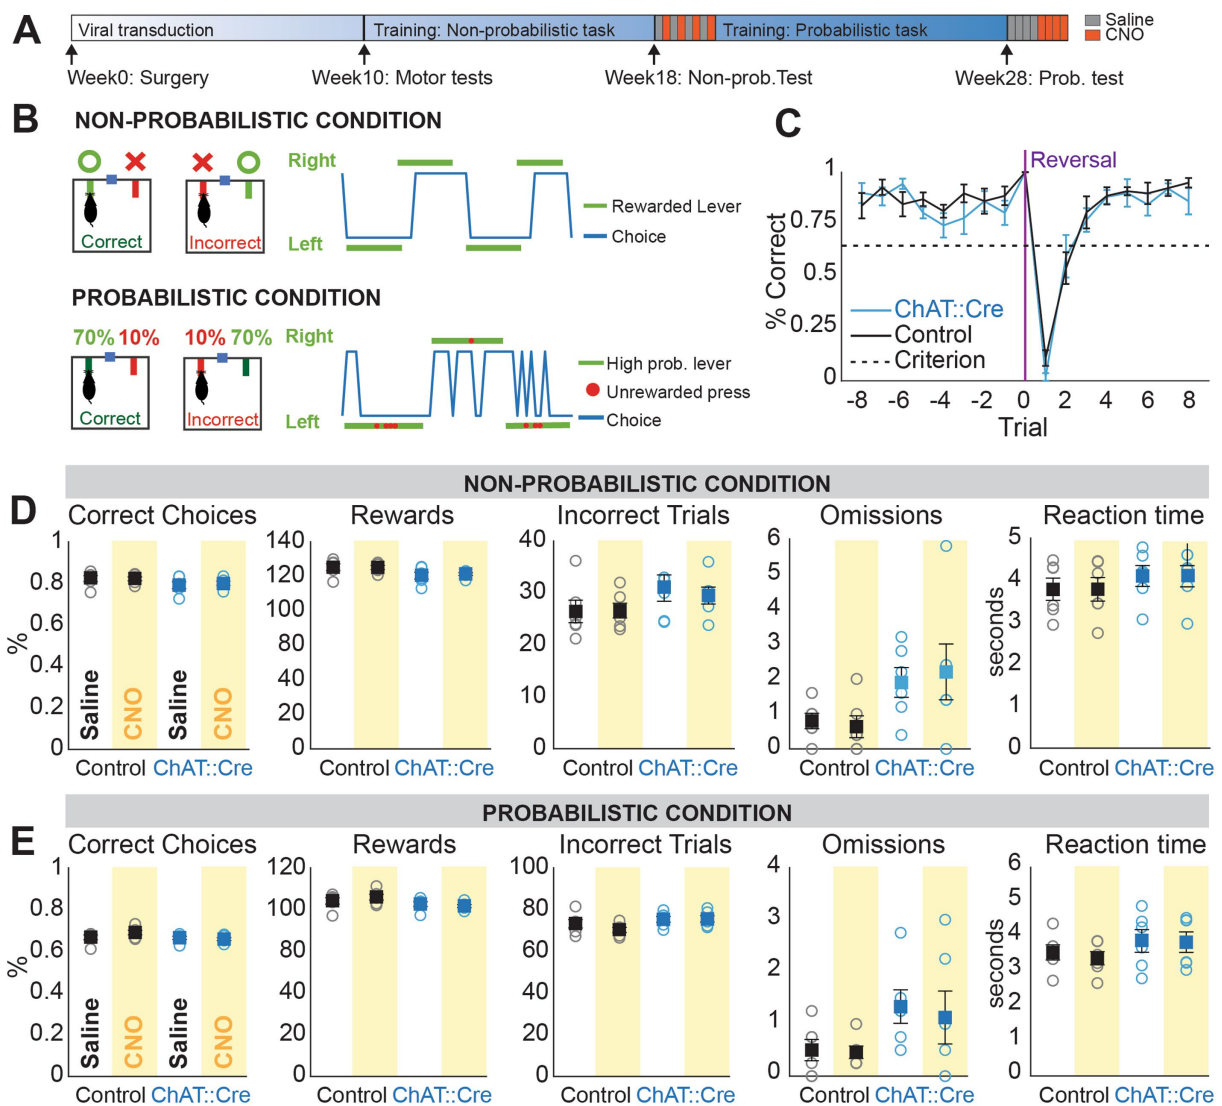 A
Viral transduction
Training: Non-probabilistic task
Training: Probabilistic task
Saline
CNO
Week0: Surgery
Week10: Motor tests
Week18: Non-prob.Test
Week28: Prob. test
B
NON-PROBABILISTIC CONDITION
Correct
Incorrect
Right
Left
Rewarded Lever
Choice
PROBABILISTIC CONDITION
70% 10%
10% 70%
Correct
Incorrect
Right
Left
High prob. lever
Unrewarded press
Choice
C
Reversal
% Correct
1
0.75
0.5
0.25
0
ChAT::Cre
Control
Criterion
-8 -6 -4 -2 0 2 4 6 8
Trial
NON-PROBABILISTIC CONDITION
D
Correct Choices
%
1
0.8
0.6
0.4
0.2
0
Saline
CNO
Saline
CNO
Control ChAT::Cre
Rewards
140
120
100
80
40
20
0
Control ChAT::Cre
Incorrect Trials
40
30
20
10
0
Control ChAT::Cre
Omissions
6
5
4
3
2
1
0
Control ChAT::Cre
Reaction time
seconds
5
4
3
2
1
0
Control ChAT::Cre
PROBABILISTIC CONDITION
E
Correct Choices
%
1
0.8
0.6
0.4
0.2
0
Saline
CNO
Saline
CNO
Control ChAT::Cre
Rewards
120
100
80
40
20
0
Control ChAT::Cre
Incorrect Trials
100
80
60
40
20
0
Control ChAT::Cre
Omissions
4
3
2
1
0
Control ChAT::Cre
Reaction time
seconds
6
5
4
3
2
1
0
Control ChAT::Cre